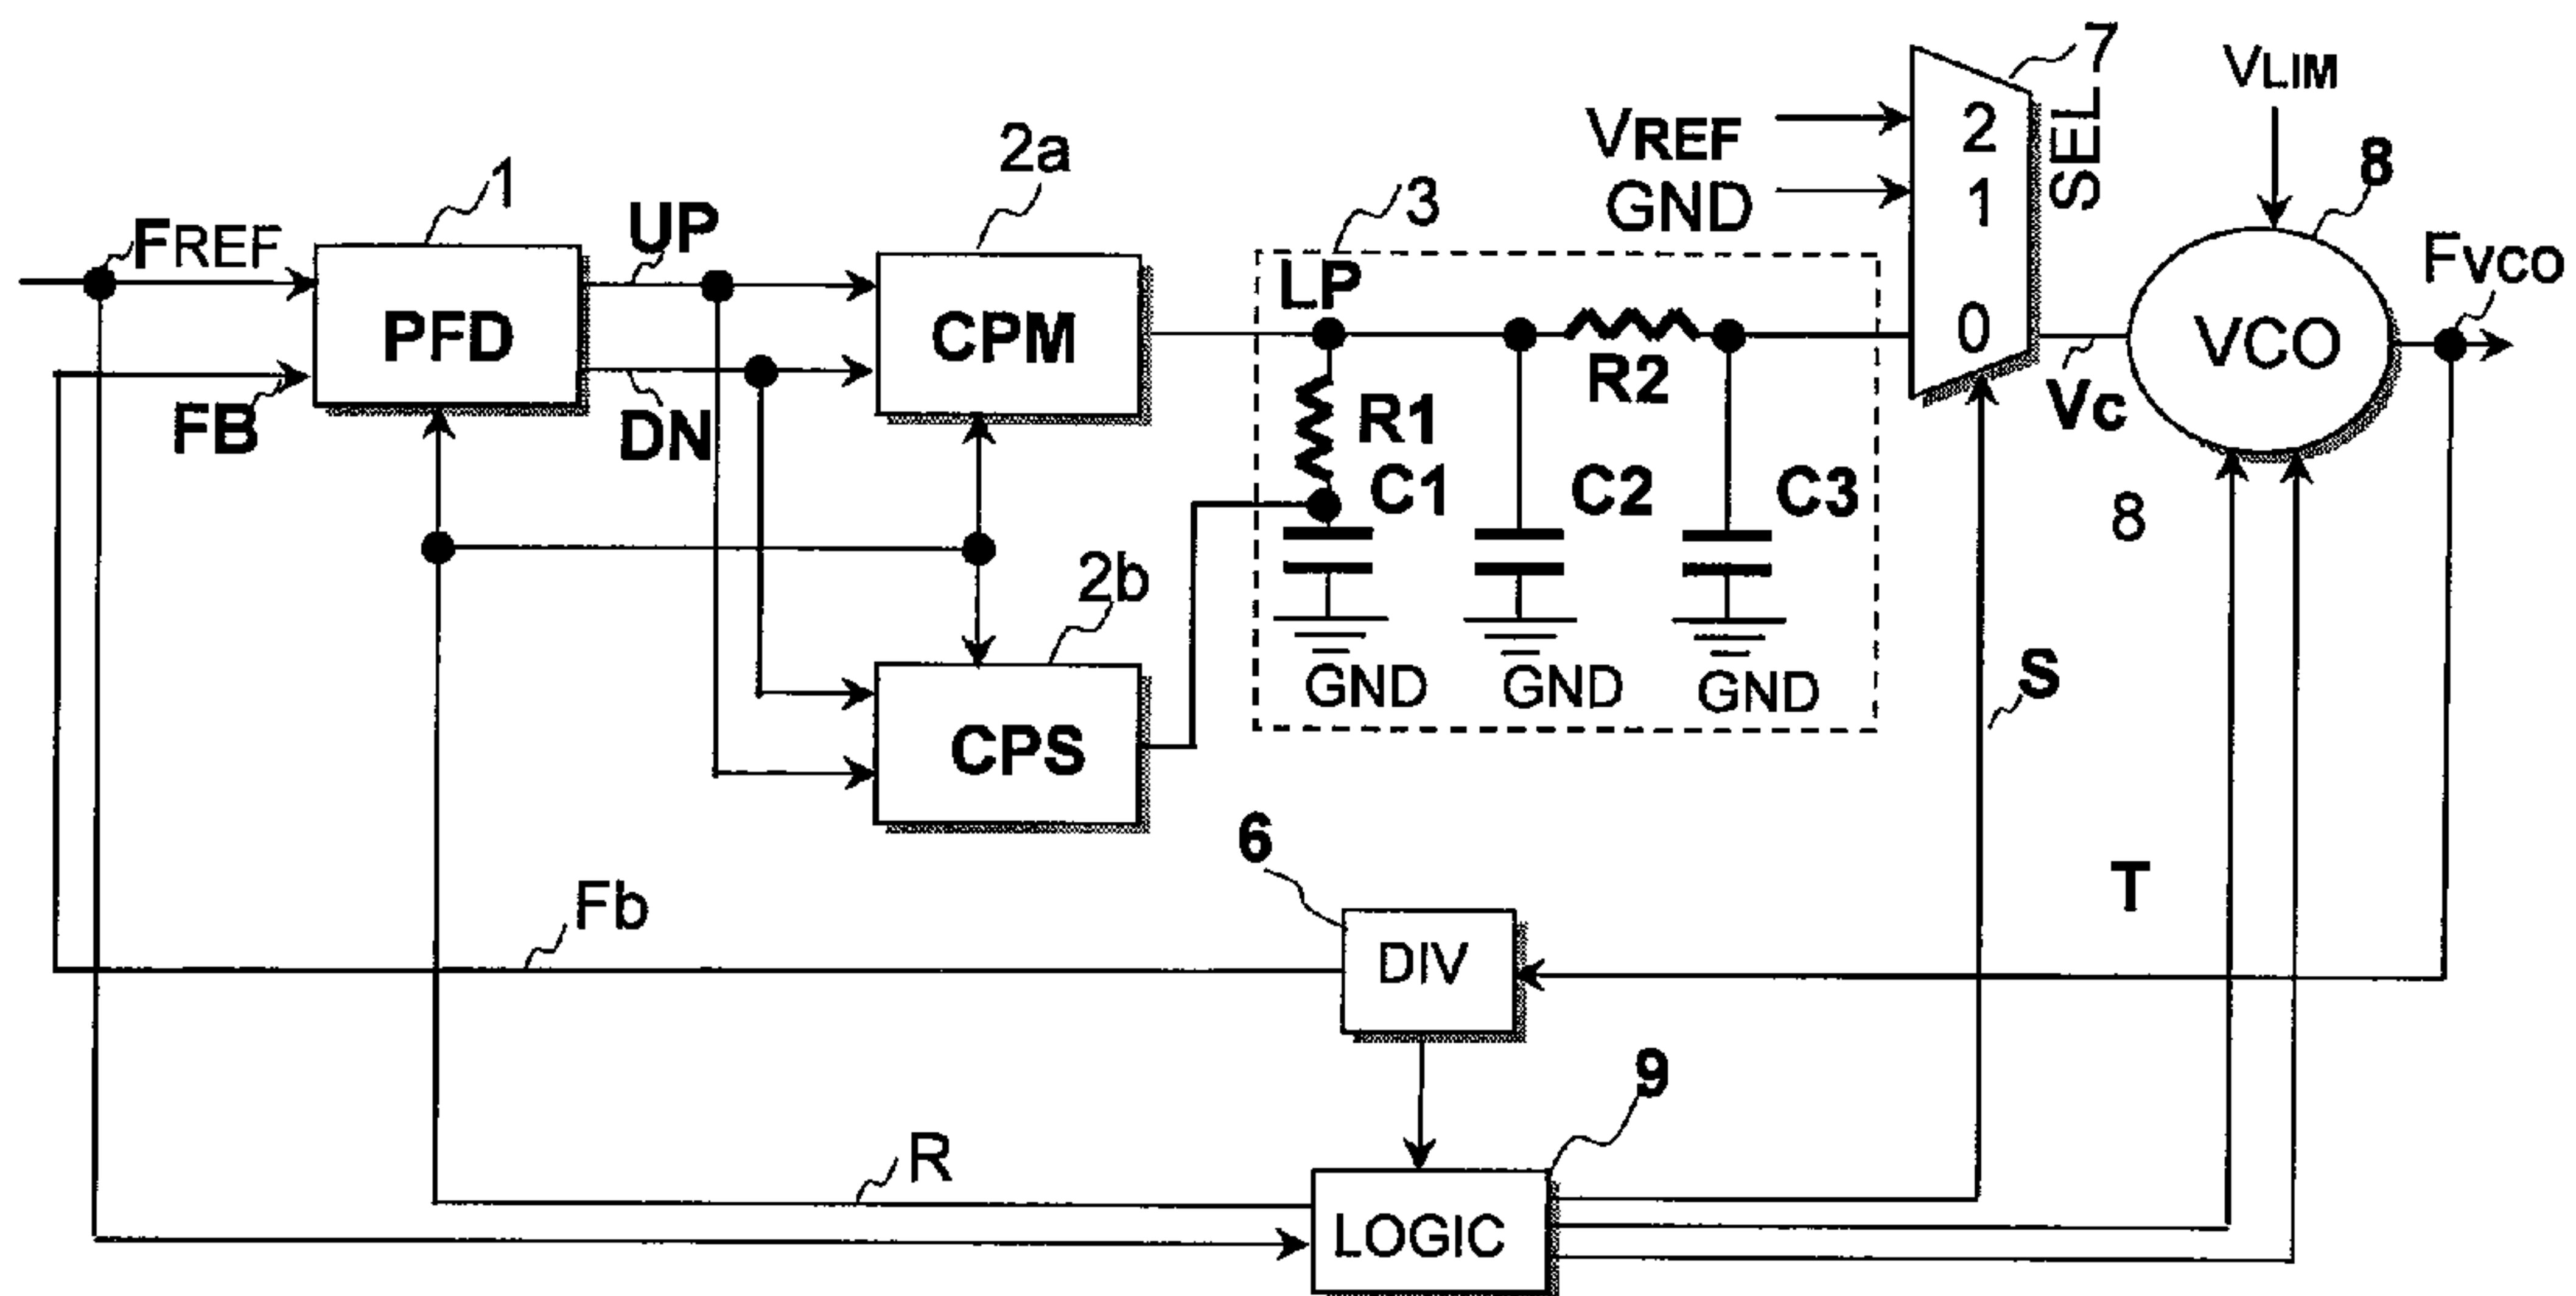 7
VLIM
2a
VREF
2
SEL
8
1
3
GND
1
FREF
UP
FVCO
LP
PFD
CPM
0
VCO
R2
FB
DN
R1
Vc
C1
C2
C3
8
2b
GND
GND
GND
S
CPS
6
T
Fb
DIV
9
R
LOGIC